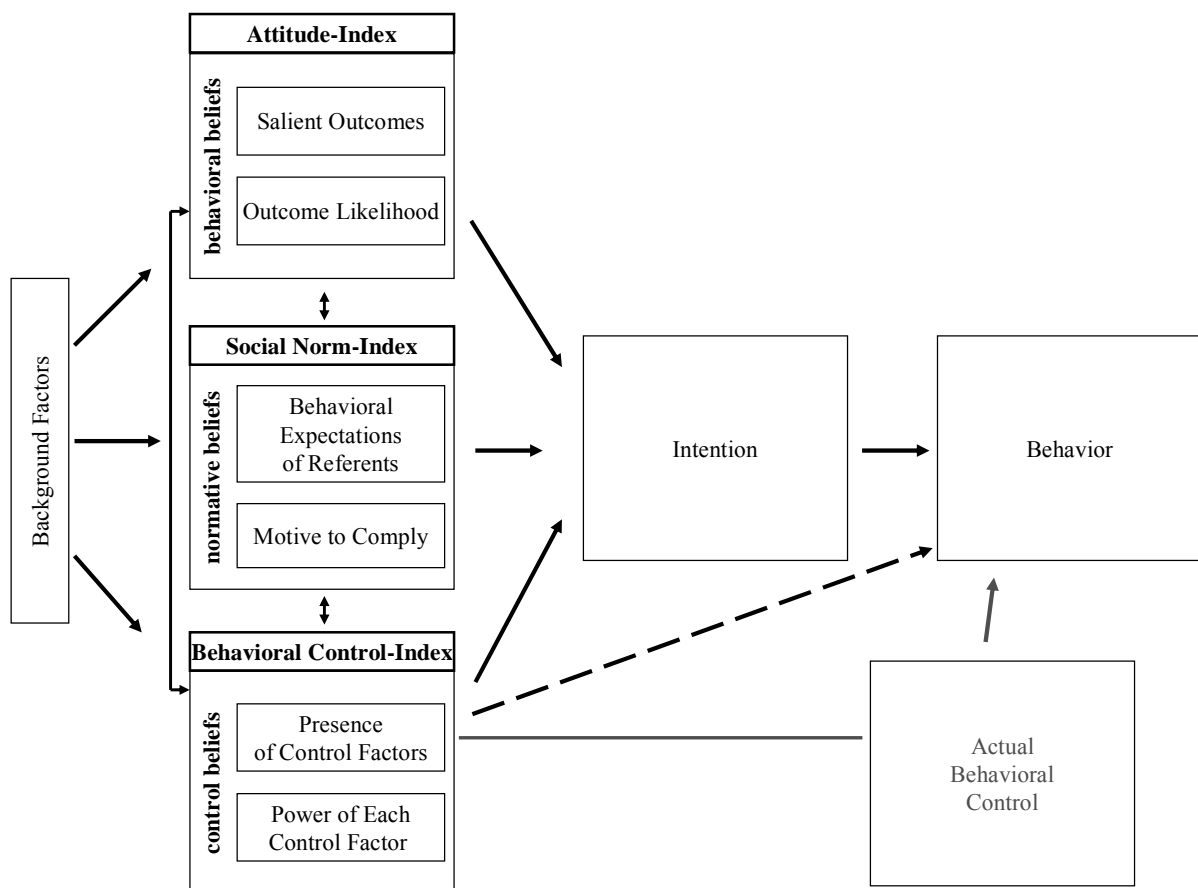 Attitude-Index
behavioral beliefs
Salient Outcomes
Outcome Likelihood
Background Factors
Social Norm-Index
normative beliefs
Behavioral
Expectations
of Referents
Motive to Comply
Intention
Behavior
Behavioral Control-Index
control beliefs
Presence
of Control Factors
Power of Each
Control Factor
Actual
Behavioral
Control